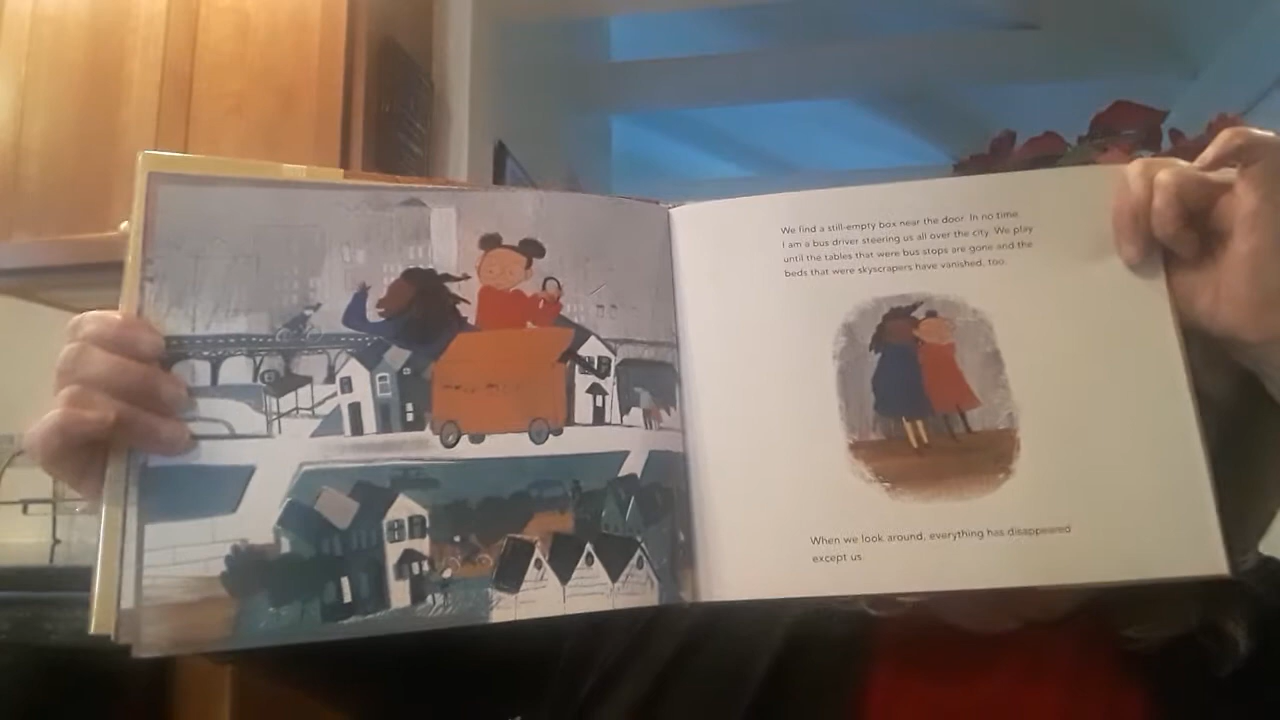 We find a still-empty box near the door. In no time
I am a bus driver steering us all over the city. We play
until the tables that were bus stops are gone and the
beds that were skyscrapers have vanished, too.
When we look around, everything has disappeared
except us.